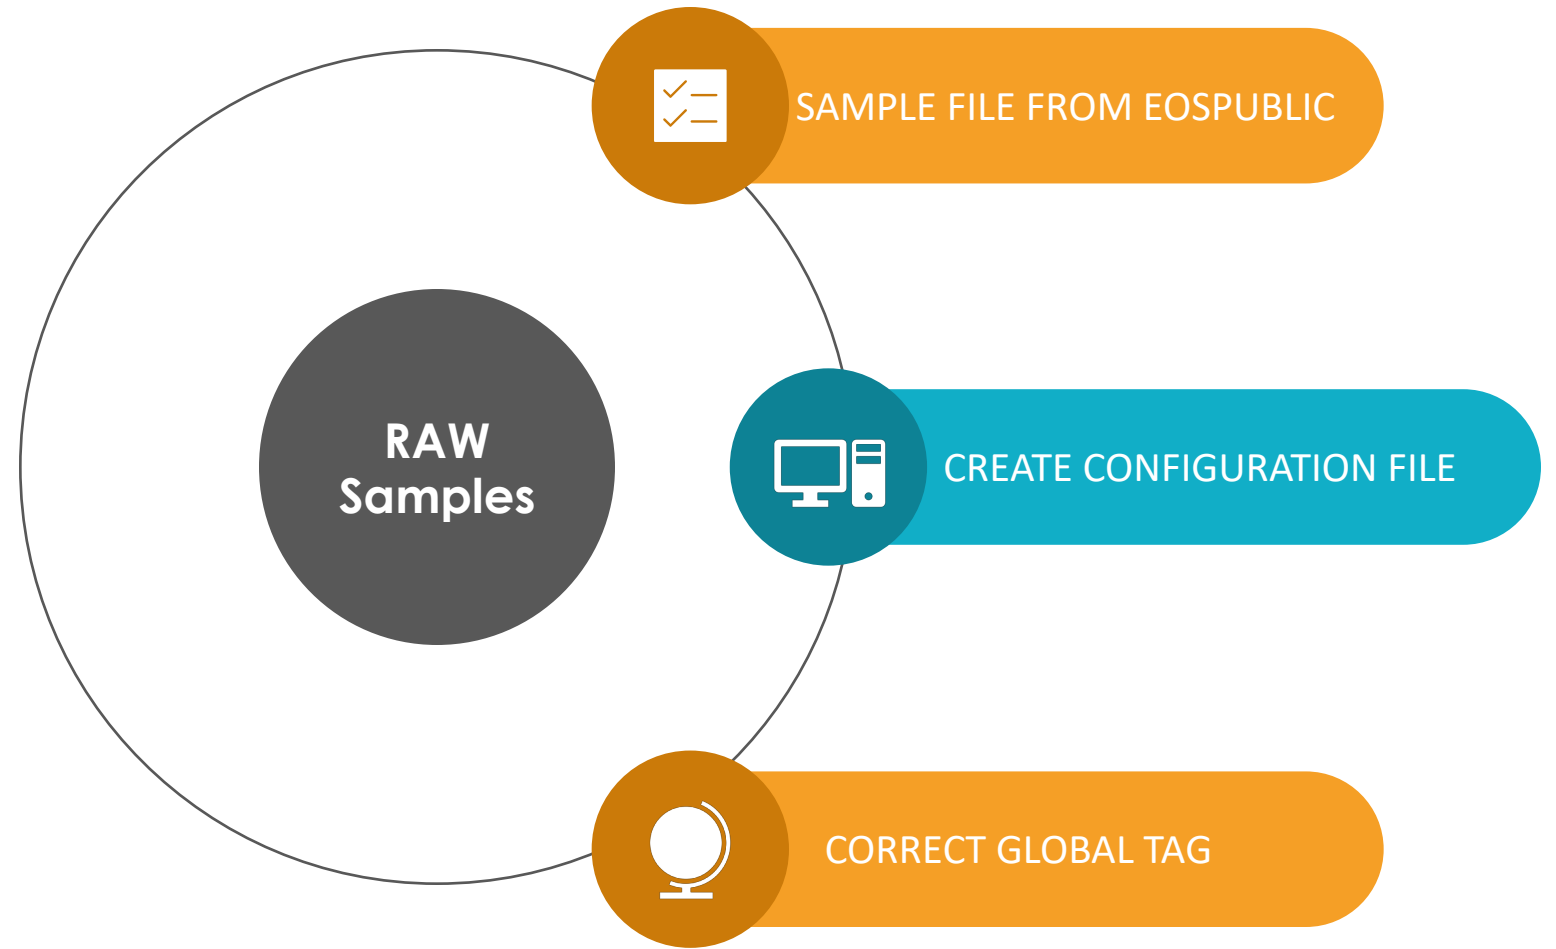 SAMPLE FILE FROM EOSPUBLIC
RAW
Samples
CREATE CONFIGURATION FILE
CORRECT GLOBAL TAG